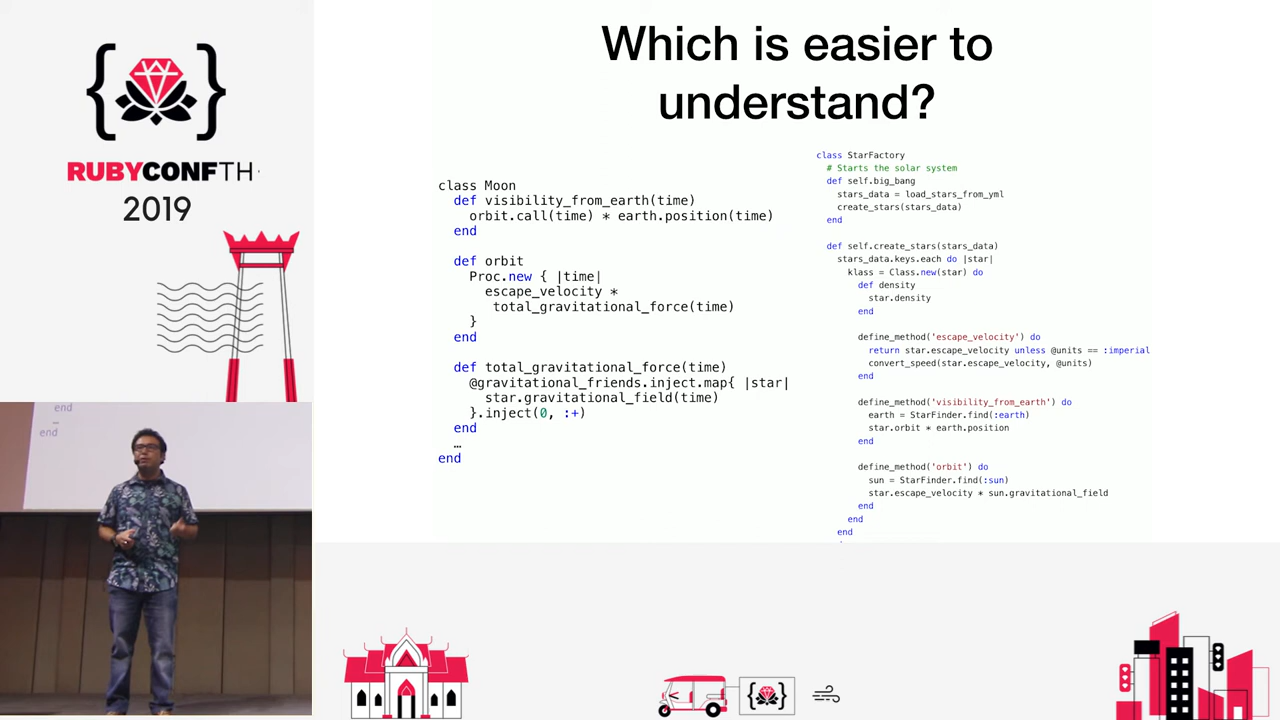 RUBYCONFTH
2019
Which is easier to
understand?
class Moon
def visibility_from_earth(time)
orbit.call(time) * earth.position(time)
end
def orbit
Proc.new { |time|
escape_velocity *
total_gravitational_force(time)
}
end
def total_gravitational_force(time)
@gravitational_friends.inject.map{ |star|
star.gravitational_field(time)
}.inject(0, :+)
end
…
end
class StarFactory
# Starts the solar system
def self.big_bang
stars_data = load_stars_from_yml
create_stars(stars_data)
end
def self.create_stars(stars_data)
stars_data.keys.each do |star|
klass = Class.new(star) do
def density
star.density
end
define_method('escape_velocity') do
return star.escape_velocity unless @units == :imperial
convert_speed(star.escape_velocity, @units)
end
define_method('visibility_from_earth') do
earth = StarFinder.find(:earth)
star.orbit * earth.position
end
define_method('orbit') do
sun = StarFinder.find(:sun)
star.escape_velocity * sun.gravitational_field
end
end
end
end
…
end